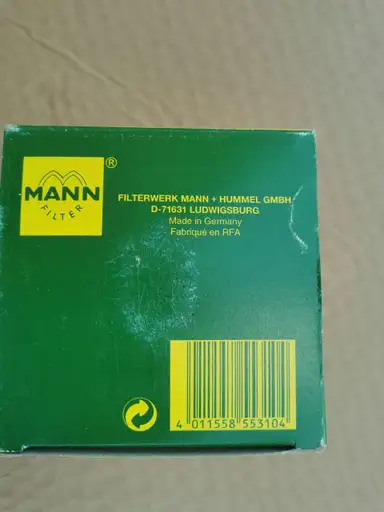 MANN
FILTER
®
FILTERWERK MANN + HUMMEL GMBH
D-71631 LUDWIGSBURG
Made in Germany
Fabriqué en RFA
4 011558 553104